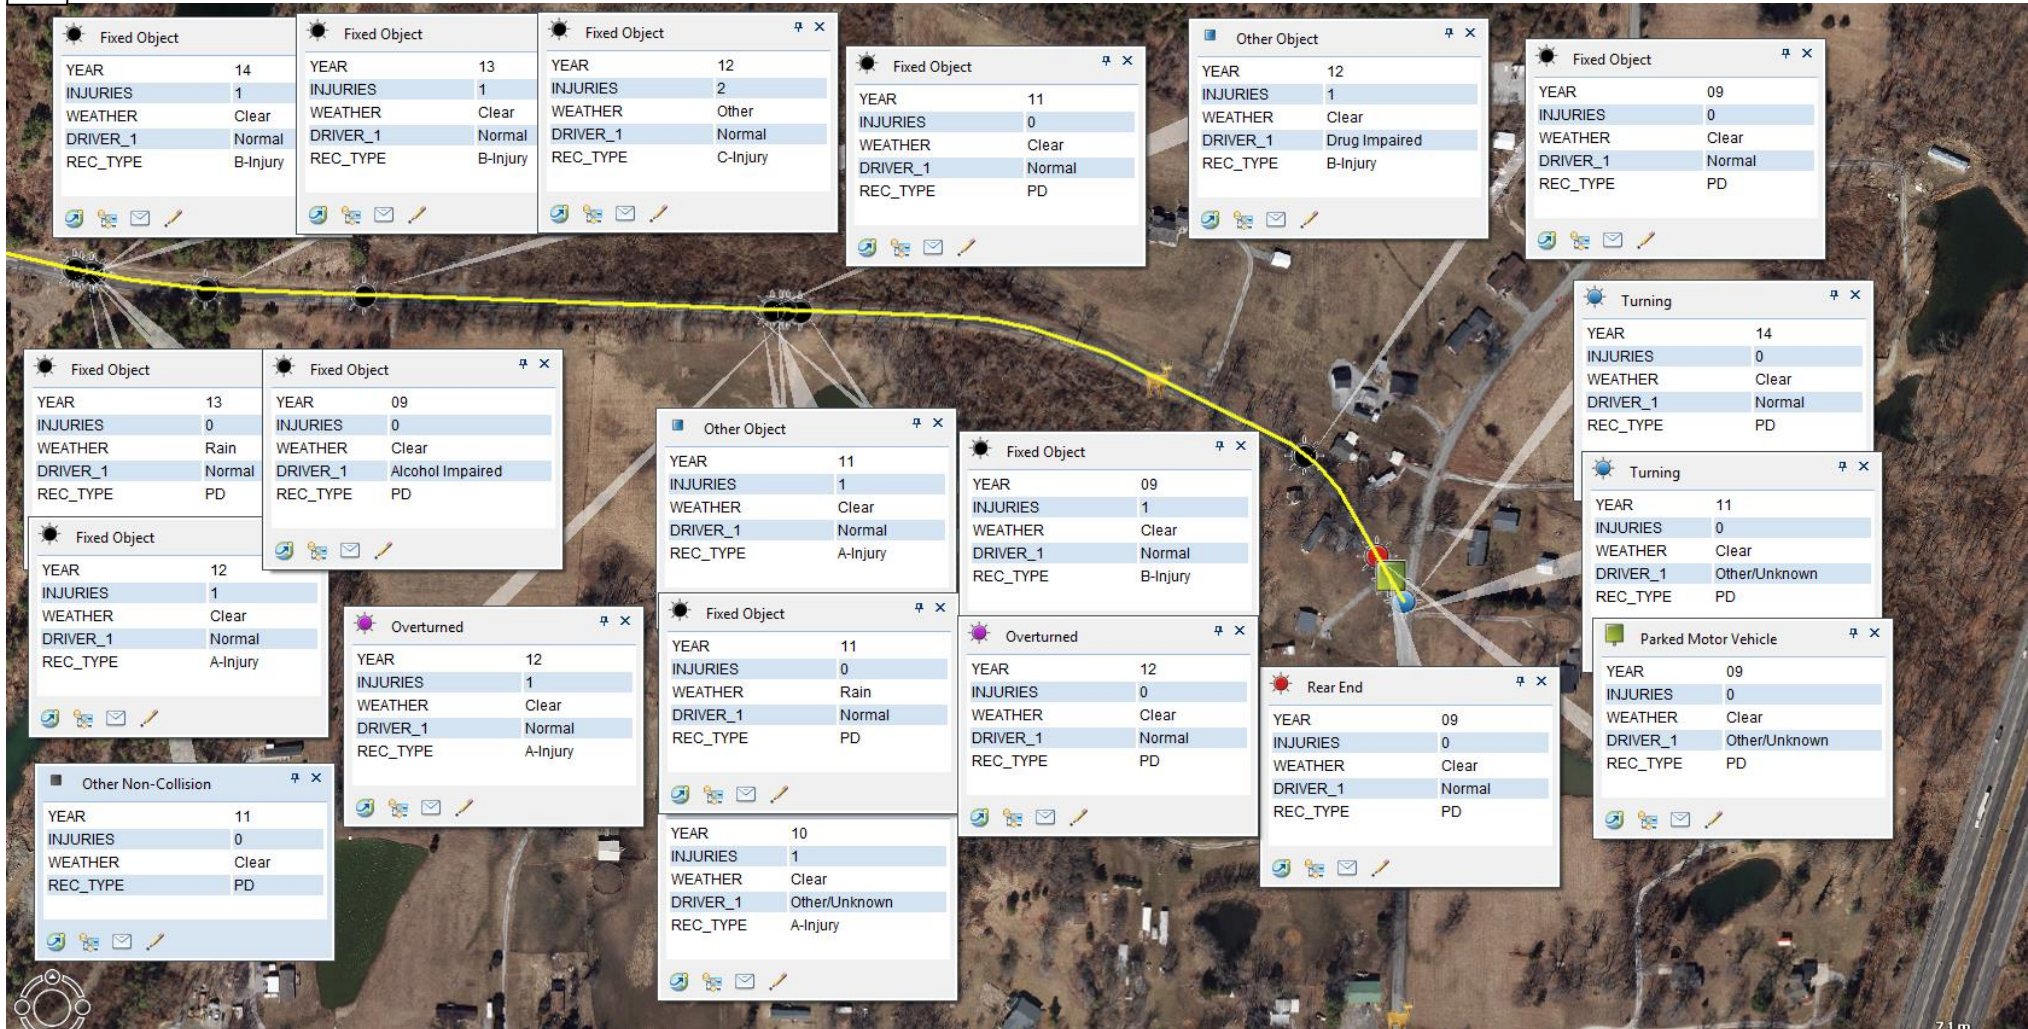 Fixed Object
YEAR 14
INJURIES 1
WEATHER Clear
DRIVER_1 Normal
REC_TYPE B-Injury
Fixed Object
YEAR 13
INJURIES 1
WEATHER Clear
DRIVER_1 Normal
REC_TYPE B-Injury
Fixed Object
YEAR 12
INJURIES 2
WEATHER Other
DRIVER_1 Normal
REC_TYPE C-Injury
Fixed Object
YEAR 11
INJURIES 0
WEATHER Clear
DRIVER_1 Normal
REC_TYPE PD
Other Object
YEAR 12
INJURIES 1
WEATHER Clear
DRIVER_1 Drug Impaired
REC_TYPE B-Injury
Fixed Object
YEAR 09
INJURIES 0
WEATHER Clear
DRIVER_1 Normal
REC_TYPE PD
Turning
YEAR 14
INJURIES 0
WEATHER Clear
DRIVER_1 Normal
REC_TYPE PD
Fixed Object
YEAR 13
INJURIES 0
WEATHER Rain
DRIVER_1 Normal
REC_TYPE PD
Fixed Object
YEAR 09
INJURIES 0
WEATHER Clear
DRIVER_1 Alcohol Impaired
REC_TYPE PD
Other Object
YEAR 11
INJURIES 1
WEATHER Clear
DRIVER_1 Normal
REC_TYPE A-Injury
Fixed Object
YEAR 09
INJURIES 1
WEATHER Clear
DRIVER_1 Normal
REC_TYPE B-Injury
Turning
YEAR 11
INJURIES 0
WEATHER Clear
DRIVER_1 Other/Unknown
REC_TYPE PD
Fixed Object
YEAR 12
INJURIES 1
WEATHER Clear
DRIVER_1 Normal
REC_TYPE A-Injury
Overturned
YEAR 12
INJURIES 1
WEATHER Clear
DRIVER_1 Normal
REC_TYPE A-Injury
Fixed Object
YEAR 11
INJURIES 0
WEATHER Rain
DRIVER_1 Normal
REC_TYPE PD
Overturned
YEAR 12
INJURIES 0
WEATHER Clear
DRIVER_1 Normal
REC_TYPE PD
Rear End
YEAR 09
INJURIES 0
WEATHER Clear
DRIVER_1 Normal
REC_TYPE PD
Parked Motor Vehicle
YEAR 09
INJURIES 0
WEATHER Clear
DRIVER_1 Other/Unknown
REC_TYPE PD
Other Non-Collision
YEAR 11
INJURIES 0
WEATHER Clear
REC_TYPE PD
YEAR 10
INJURIES 1
WEATHER Clear
DRIVER_1 Other/Unknown
REC_TYPE A-Injury